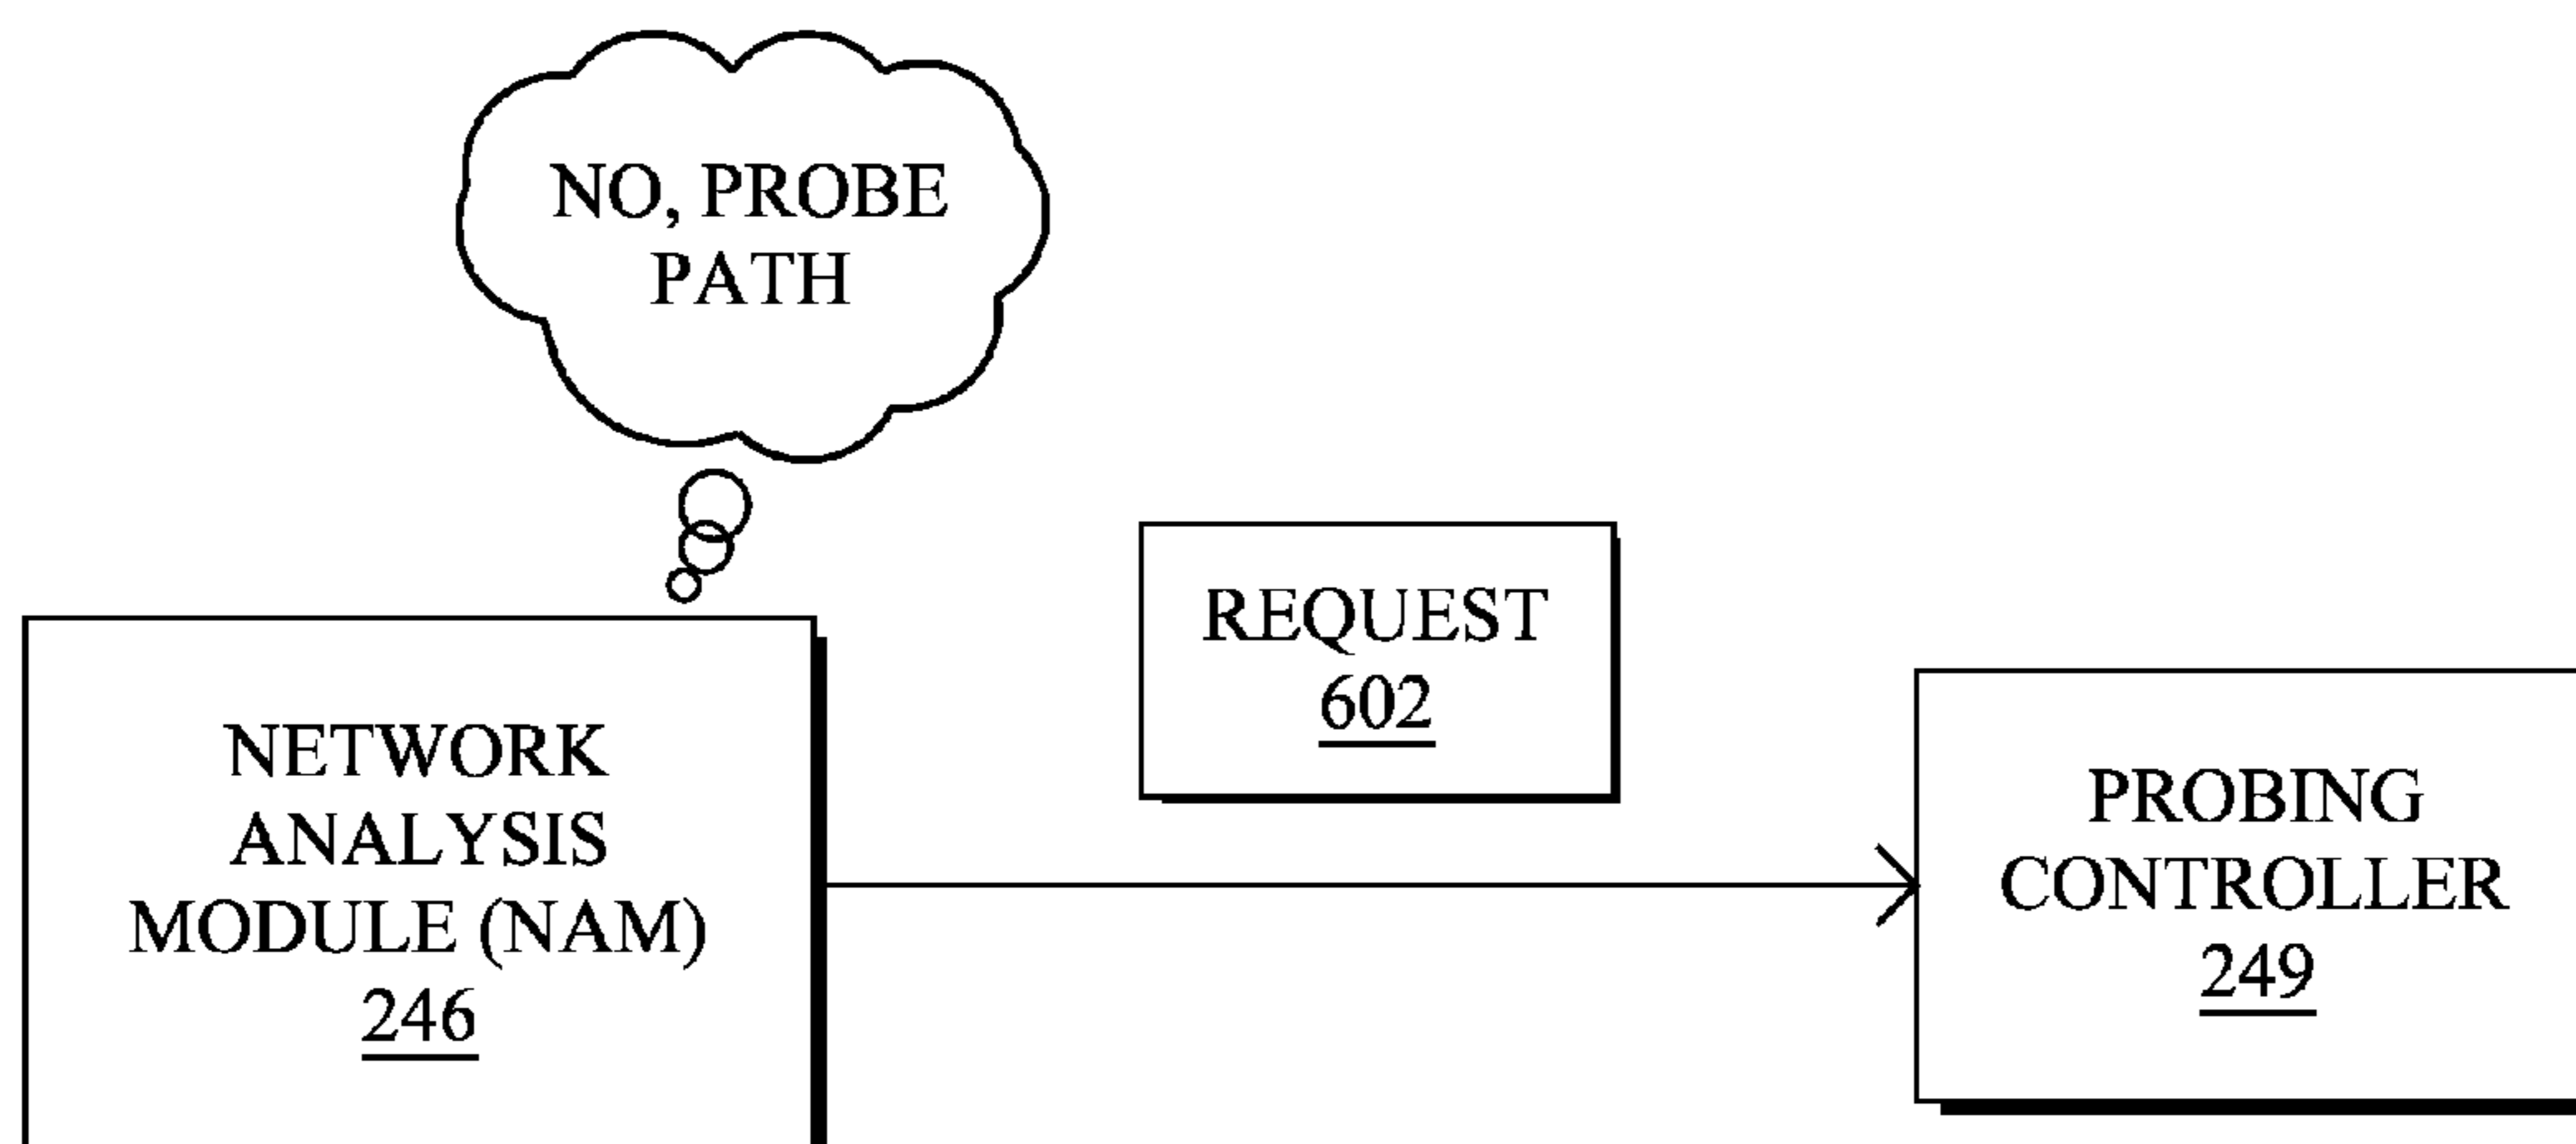 NO, PROBE
PATH
REQUEST
602
NETWORK
ANALYSIS
MODULE (NAM)
246
PROBING
CONTROLLER
249